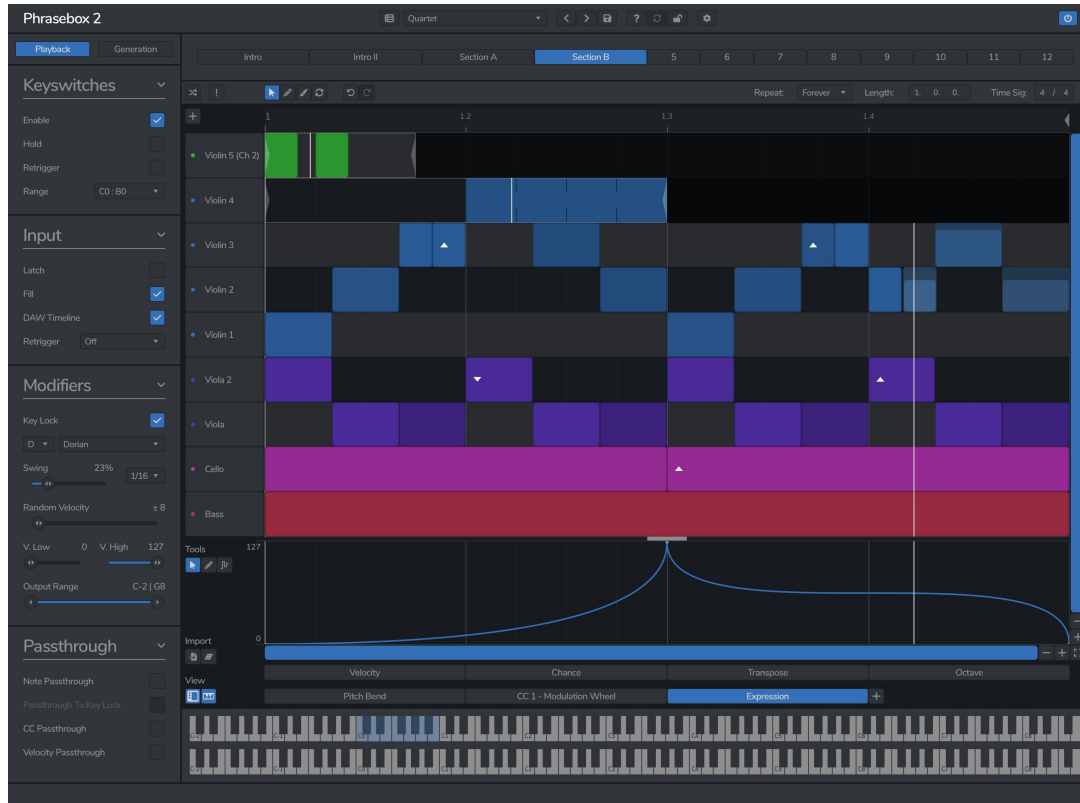 Phrasebox 2
Quartet
?
Playback Generation
Intro Intro II Section A Section B 5 6 7 8 9 10 11 12
Keyswitches
Enable
Hold
Retrigger
Range C0 : B0
Input
Latch
Fill
DAW Timeline
Retrigger Off
Modifiers
Key Lock
D Dorian
Swing 23% 1/16
Random Velocity ± 8
V. Low 0 V. High 127
Output Range C-2 | G8
Passthrough
Note Passthrough
Passthrough To Key Lock
CC Passthrough
Velocity Passthrough
! Repeat: Forever Length: 1. 0. 0. Time Sig: 4 / 4
+ 1 1.2 1.3 1.4
Violin 5 (Ch 2)
Violin 4
Violin 3
Violin 2
Violin 1
Viola 2
Viola
Cello
Bass
Tools 127
Import 0
View
Velocity Chance Transpose Octave
Pitch Bend CC 1 - Modulation Wheel Expression +